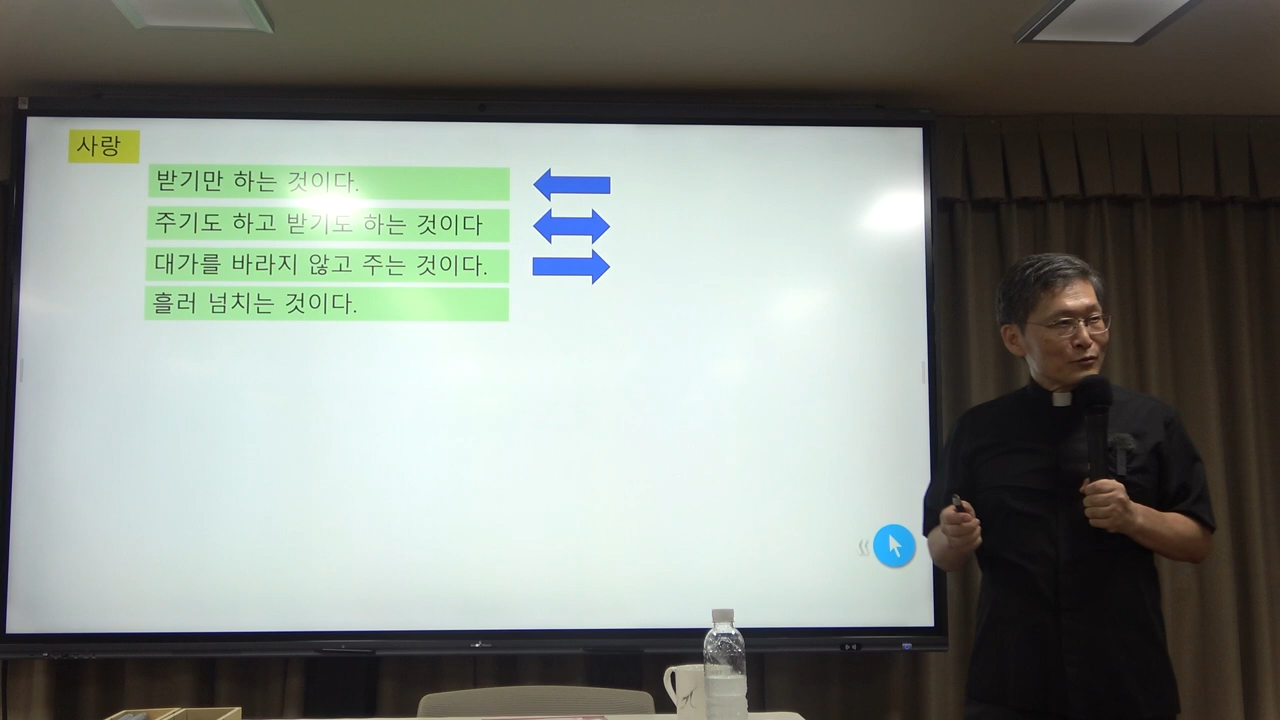 사랑
받기만 하는 것이다.
주기도 하고 받기도 하는 것이다
대가를 바라지 않고 주는 것이다.
흘러 넘치는 것이다.